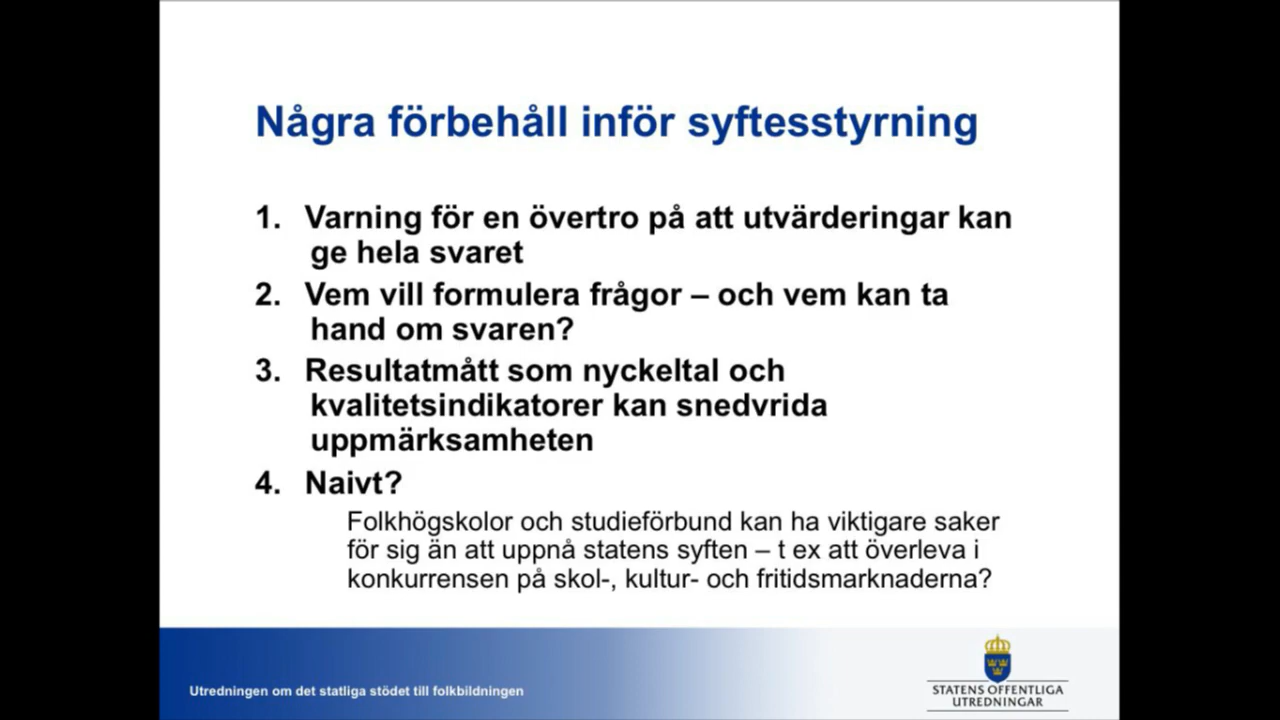 Några förbehåll inför syftesstyrning
1. Varning för en övertro på att utvärderingar kan
ge hela svaret
2. Vem vill formulera frågor – och vem kan ta
hand om svaren?
3. Resultatmått som nyckeltal och
kvalitetsindikatorer kan snedvrida
uppmärksamheten
4. Naivt?
Folkhögskolor och studieförbund kan ha viktigare saker
för sig än att uppnå statens syften – t ex att överleva i
konkurrensen på skol-, kultur- och fritidsmarknaderna?
Utredningen om det statliga stödet till folkbildningen
STATENS OFFENTLIGA
UTREDNINGAR